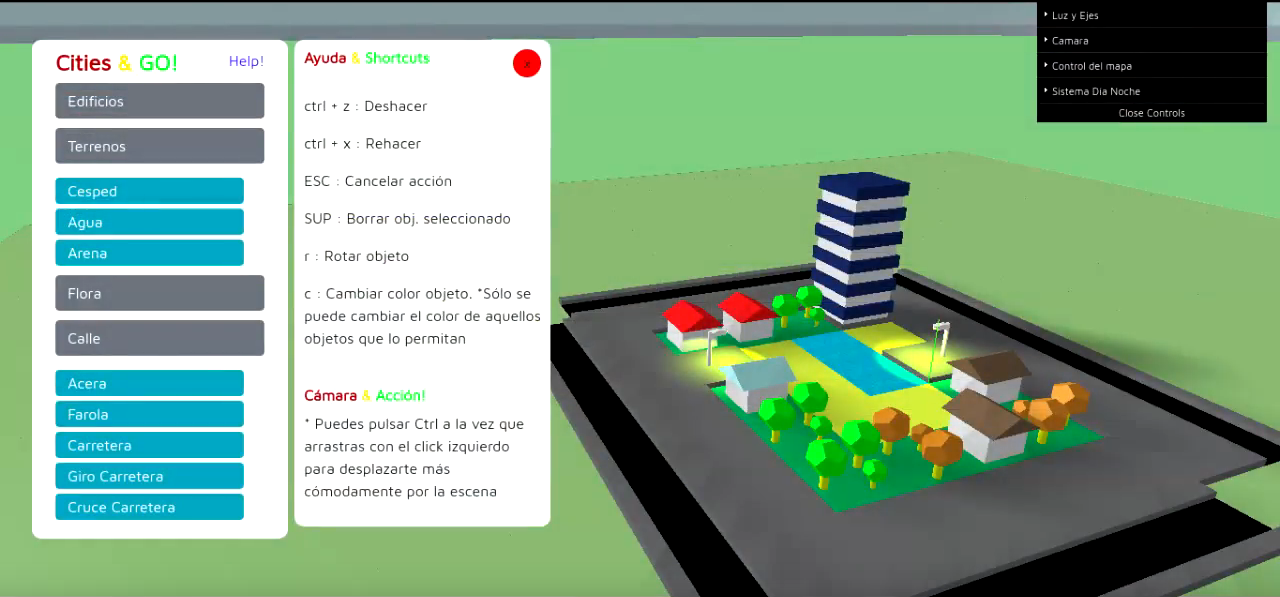 Cities & GO!
Help!
Edificios
Terrenos
Cesped
Agua
Arena
Flora
Calle
Acera
Farola
Carretera
Giro Carretera
Cruce Carretera
Ayuda & Shortcuts
x
ctrl + z : Deshacer
ctrl + x : Rehacer
ESC : Cancelar acción
SUP : Borrar obj. seleccionado
r : Rotar objeto
c : Cambiar color objeto. *Sólo se
puede cambiar el color de aquellos
objetos que lo permitan
Cámara & Acción!
* Puedes pulsar Ctrl a la vez que
arrastras con el click izquierdo
para desplazarte más
cómodamente por la escena
Luz y Ejes
Camara
Control del mapa
Sistema Dia Noche
Close Controls